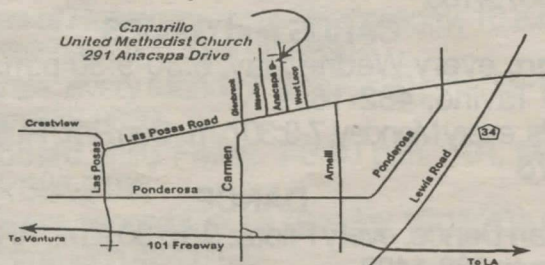 Camarillo
United Methodist Church
291 Anacapa Drive
Glenbrook
Mission
Anacapa Dr
West Loop
Crestview
Las Posas Road
34
Las Posas
Carmen
Arneill
Ponderosa
Lewis Road
Ponderosa
To Ventura
101 Freeway
To LA